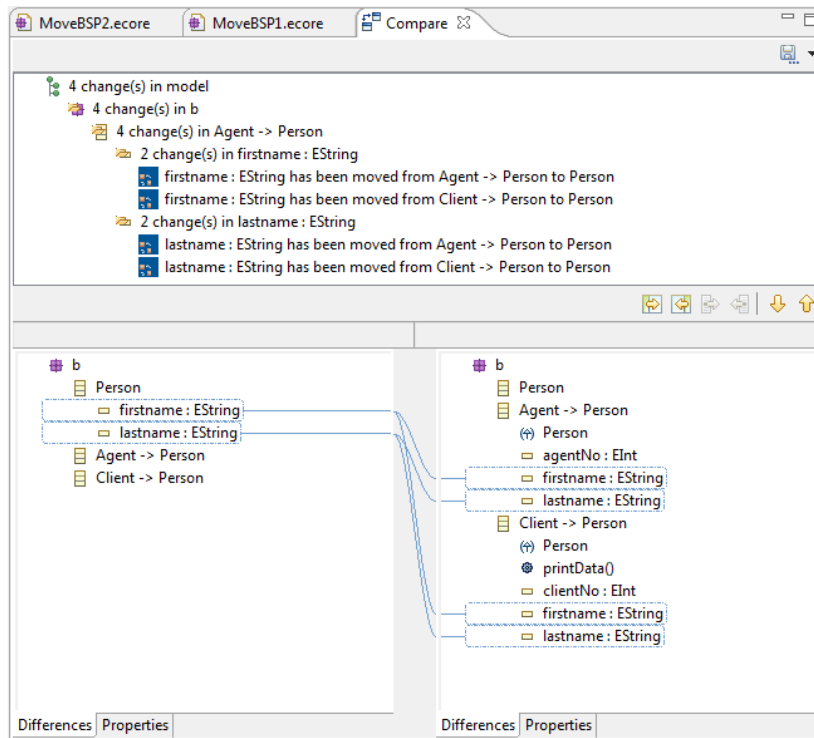 MoveBSP2.ecore MoveBSP1.ecore Compare
4 change(s) in model
4 change(s) in b
4 change(s) in Agent -> Person
2 change(s) in firstname : EString
firstname : EString has been moved from Agent -> Person to Person
firstname : EString has been moved from Client -> Person to Person
2 change(s) in lastname : EString
lastname : EString has been moved from Agent -> Person to Person
lastname : EString has been moved from Client -> Person to Person
b
Person
firstname : EString
lastname : EString
Agent -> Person
Client -> Person
Differences Properties
b
Person
Agent -> Person
Person
agentNo : EInt
firstname : EString
lastname : EString
Client -> Person
Person
printData()
clientNo : EInt
firstname : EString
lastname : EString
Differences Properties